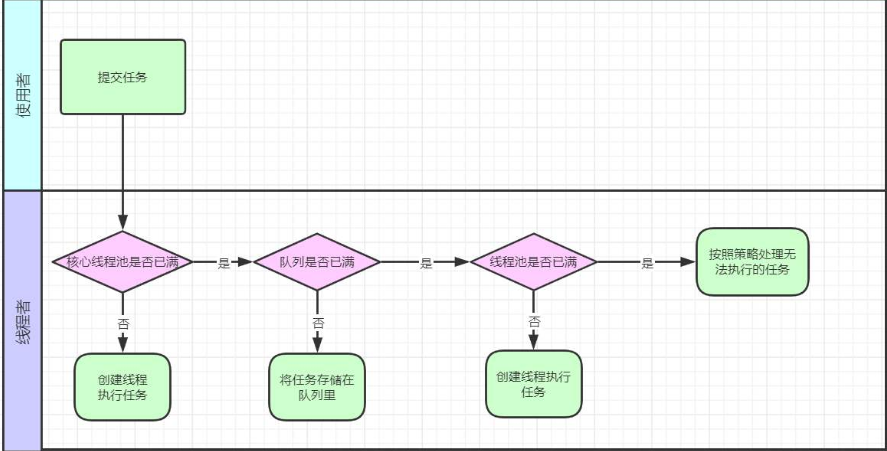 使用者
提交任务
线程者
核心线程池是否已满
是
队列是否已满
是
线程池是否已满
是
按照策略处理无
法执行的任务
否
否
否
创建线程
执行任务
将任务存储在
队列里
创建线程执行
任务